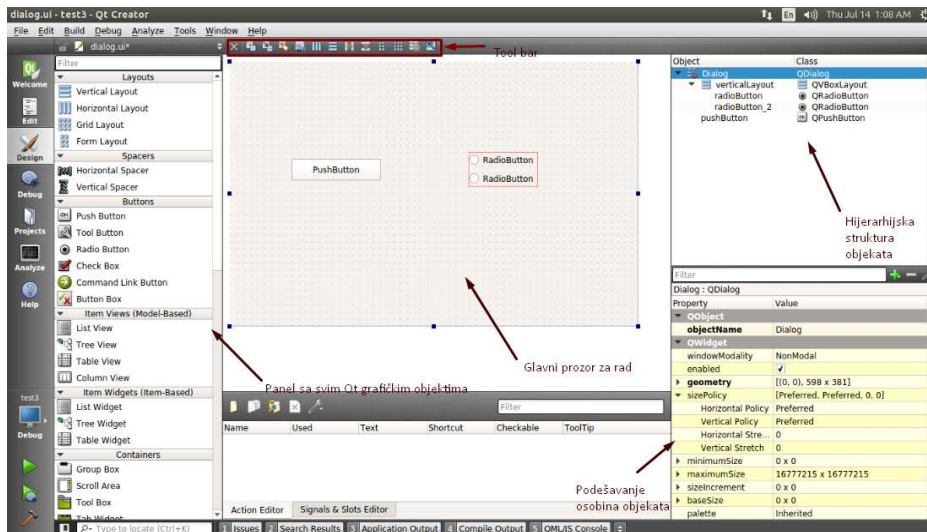 dialog.ui - test3 - Qt Creator
En
Thu Jul 14 1:08 AM
File Edit Build Debug Analyze Tools Window Help
dialog.ui*
Tool bar
Welcome
Edit
Design
Debug
Projects
Analyze
Help
test3
Debug
Filter
Layouts
Vertical Layout
Horizontal Layout
Grid Layout
Form Layout
Spacers
Horizontal Spacer
Vertical Spacer
Buttons
Push Button
Tool Button
Radio Button
Check Box
Command Link Button
Button Box
Item Views (Model-Based)
List View
Tree View
Table View
Column View
Item Widgets (Item-Based)
List Widget
Tree Widget
Table Widget
Containers
Group Box
Scroll Area
Tool Box
Tab Widget
PushButton
RadioButton
RadioButton
Glavni prozor za rad
Panel sa svim Qt grafičkim objektima
Filter
Name Used Text Shortcut Checkable ToolTip
Podešavanje
osobina objekata
Action Editor Signals & Slots Editor
Object Class
Dialog QDialog
verticalLayout QVBoxLayout
radioButton QRadioButton
radioButton_2 QRadioButton
pushButton QPushButton
Hijerarhijska
struktura
objekata
Filter
Dialog : QDialog
Property Value
QObject
objectName Dialog
QWidget
windowModality NonModal
enabled
geometry [(0, 0), 598 x 381]
sizePolicy [Preferred, Preferred, 0, 0]
Horizontal Policy Preferred
Vertical Policy Preferred
Horizontal Stre... 0
Vertical Stretch 0
minimumSize 0 x 0
maximumSize 16777215 x 16777215
sizeIncrement 0 x 0
baseSize 0 x 0
palette Inherited
Type to locate (Ctrl+K)
1 Issues 2 Search Results 3 Application Output 4 Compile Output 5 QML/JS Console